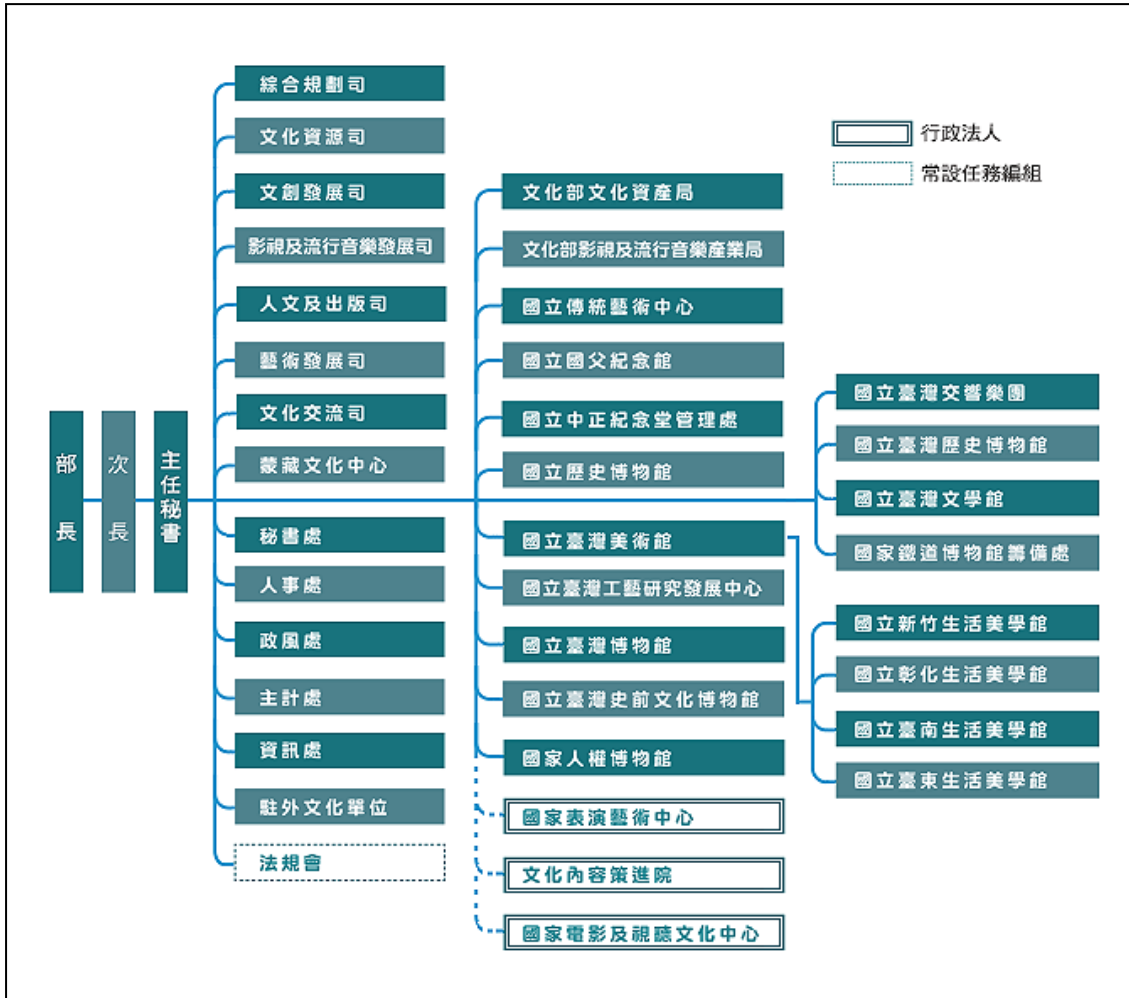 行政法人
常設任務編組
部長
次長
主任秘書
綜合規劃司
文化資源司
文創發展司
影視及流行音樂發展司
人文及出版司
藝術發展司
文化交流司
蒙藏文化中心
秘書處
人事處
政風處
主計處
資訊處
駐外文化單位
法規會
文化部文化資產局
文化部影視及流行音樂產業局
國立傳統藝術中心
國立國父紀念館
國立中正紀念堂管理處
國立歷史博物館
國立臺灣美術館
國立臺灣工藝研究發展中心
國立臺灣博物館
國立臺灣史前文化博物館
國家人權博物館
國家表演藝術中心
文化內容策進院
國家電影及視聽文化中心
國立臺灣交響樂團
國立臺灣歷史博物館
國立臺灣文學館
國家鐵道博物館籌備處
國立新竹生活美學館
國立彰化生活美學館
國立臺南生活美學館
國立臺東生活美學館